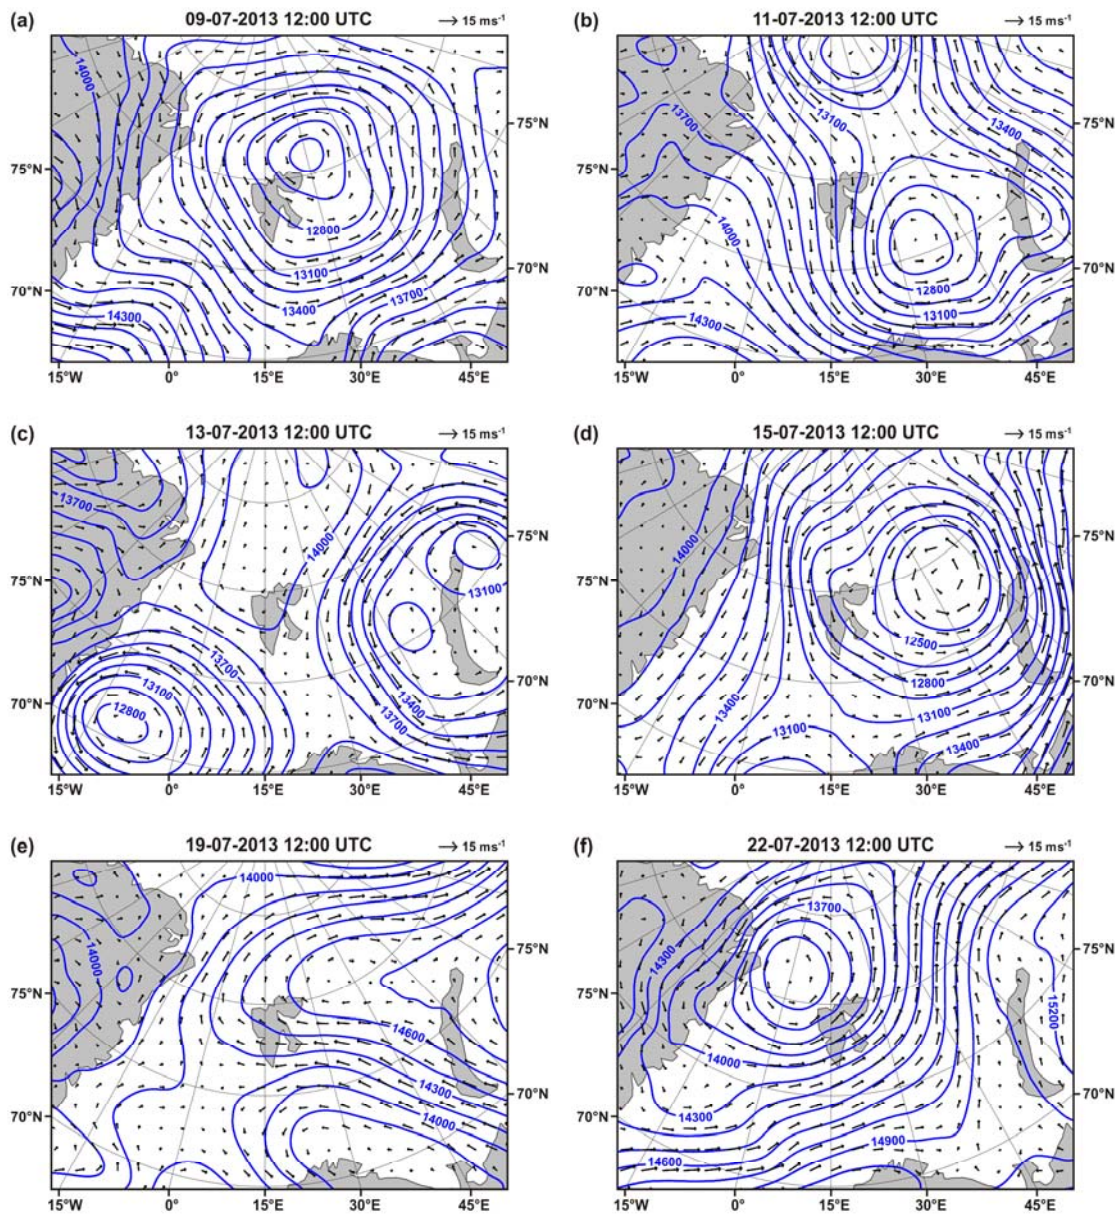 (a) 09-07-2013 12:00 UTC → 15 ms⁻¹
(b) 11-07-2013 12:00 UTC → 15 ms⁻¹
14000
12800
13100
13400
13700
14300
75°N
70°N
75°N
70°N
15°W 0° 15°E 30°E 45°E
13700
13100
13400
14000
12800
13100
14300
75°N
70°N
75°N
70°N
15°W 0° 15°E 30°E 45°E
(c) 13-07-2013 12:00 UTC → 15 ms⁻¹
(d) 15-07-2013 12:00 UTC → 15 ms⁻¹
13700
14000
13100
13700
13100
12800
13400
13700
75°N
70°N
75°N
70°N
15°W 0° 15°E 30°E 45°E
14000
12500
12800
13400
13100
13100
13400
75°N
70°N
75°N
70°N
15°W 0° 15°E 30°E 45°E
(e) 19-07-2013 12:00 UTC → 15 ms⁻¹
(f) 22-07-2013 12:00 UTC → 15 ms⁻¹
14000
14000
14600
14300
14000
75°N
70°N
75°N
70°N
15°W 0° 15°E 30°E 45°E
13700
14300
15200
14000
14300
14900
14600
75°N
70°N
75°N
70°N
15°W 0° 15°E 30°E 45°E